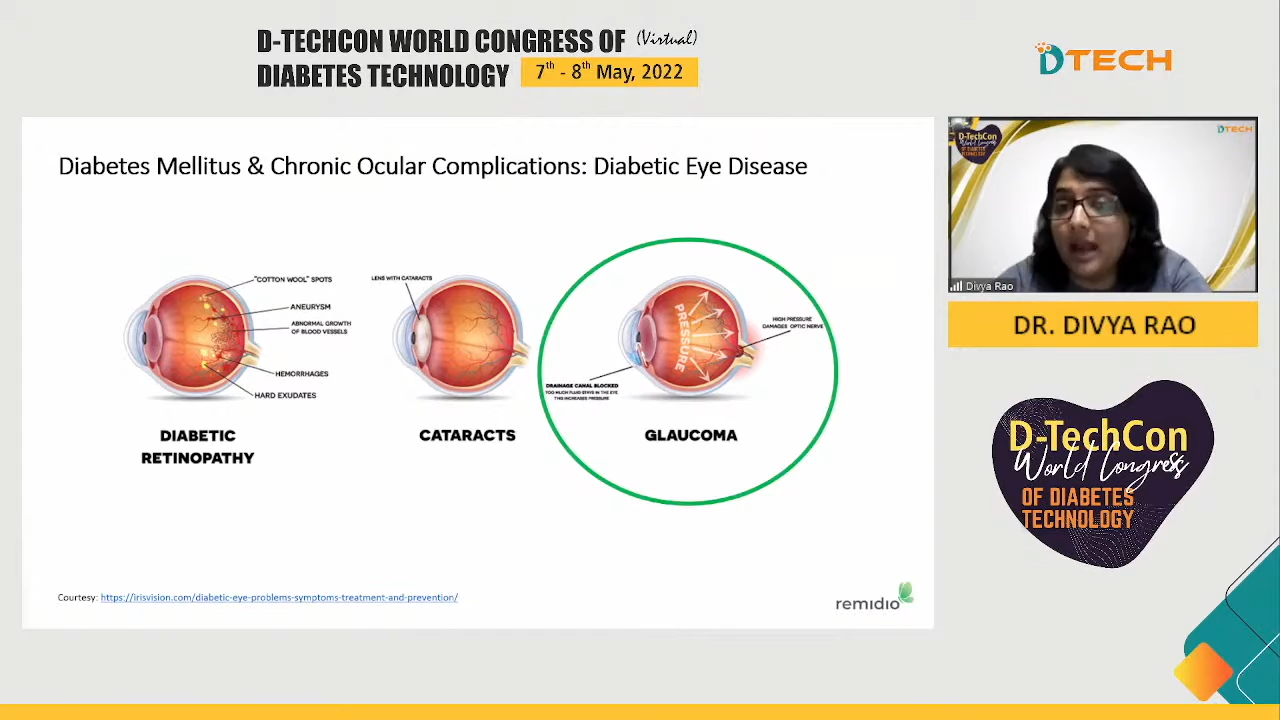 D-TECHCON WORLD CONGRESS OF (Virtual)
DIABETES TECHNOLOGY 7th - 8th May, 2022
DTECH
Diabetes Mellitus & Chronic Ocular Complications: Diabetic Eye Disease
"COTTON WOOL" SPOTS
ANEURYSM
ABNORMAL GROWTH
OF BLOOD VESSELS
HEMORRHAGES
HARD EXUDATES
DIABETIC
RETINOPATHY
LENS WITH CATARACTS
CATARACTS
PRESSURE
HIGH PRESSURE
DAMAGES OPTIC NERVE
DRAINAGE CANAL BLOCKED
TOO MUCH FLUID STAYS IN THE EYE
THIS INCREASES PRESSURE
GLAUCOMA
Courtesy: https://irisvision.com/diabetic-eye-problems-symptoms-treatment-and-prevention/
remidio
D-TechCon
World Congress
OF DIABETES
TECHNOLOGY
DTECH
Divya Rao
DR. DIVYA RAO
D-TechCon
World Congress
OF DIABETES
TECHNOLOGY